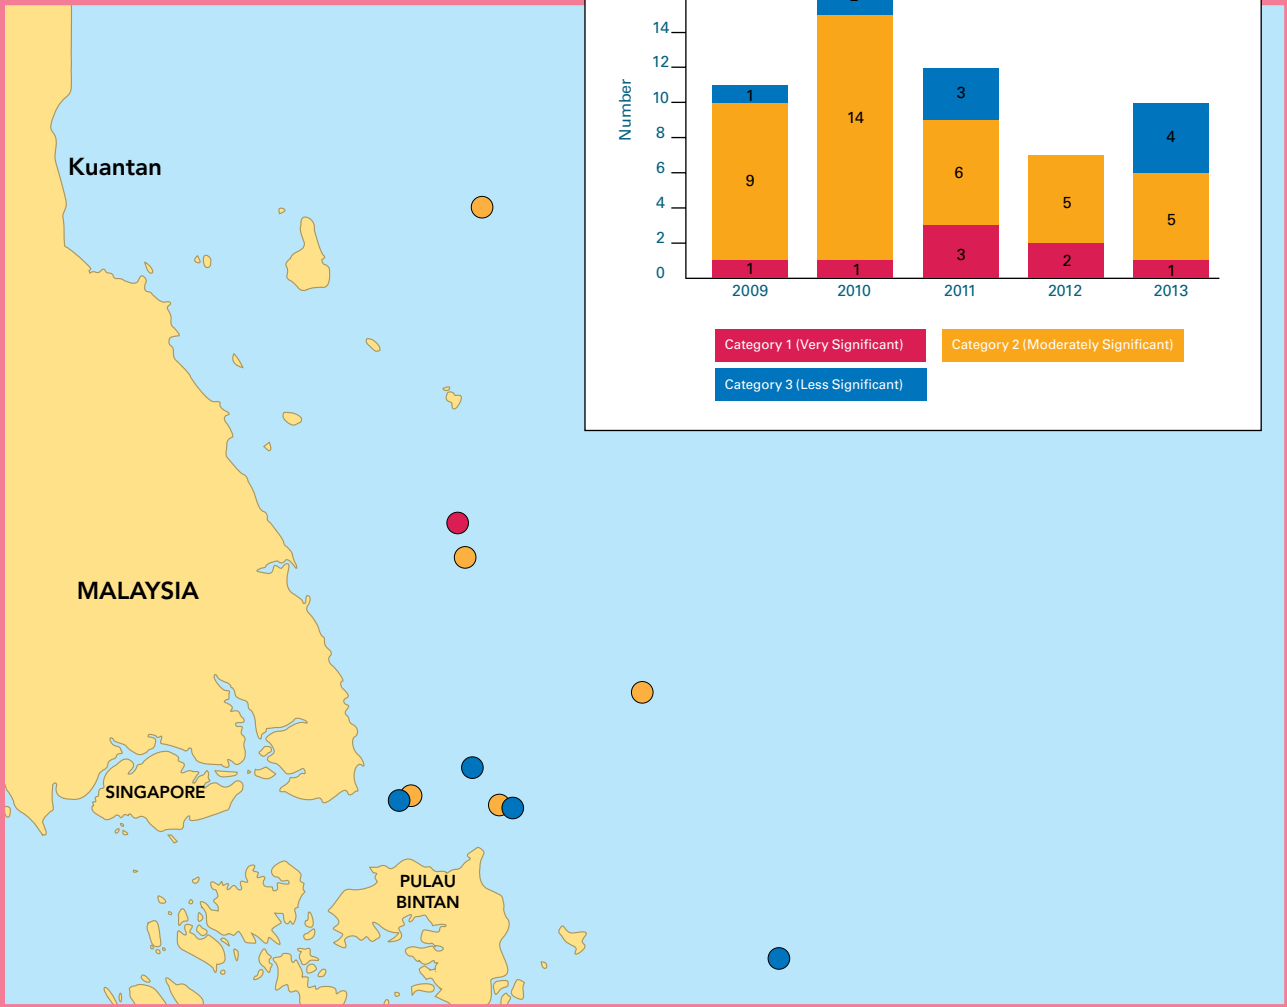 14
12
10
8
6
4
2
0
Number
1
9
1
14
1
3
6
3
5
2
4
5
1
2009 2010 2011 2012 2013
Category 1 (Very Significant) Category 2 (Moderately Significant)
Category 3 (Less Significant)
Kuantan
MALAYSIA
SINGAPORE
PULAU
BINTAN